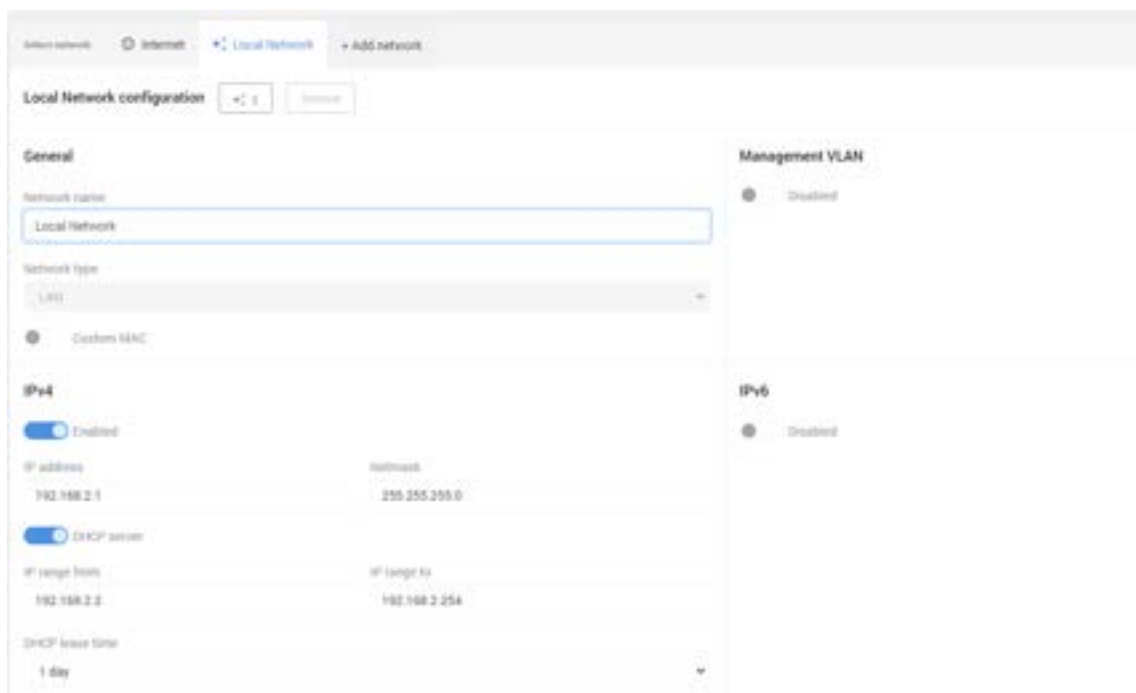 Select network Internet Local Network + Add network
Local Network configuration Remove
General
Management VLAN
Network name
Disabled
Local Network
Network type
LAN
Custom MAC
IPv4
IPv6
Enabled
Disabled
IP address Netmask
192.168.2.1 255.255.255.0
DHCP server
IP range from IP range to
192.168.2.2 192.168.2.254
DHCP lease time
1 day